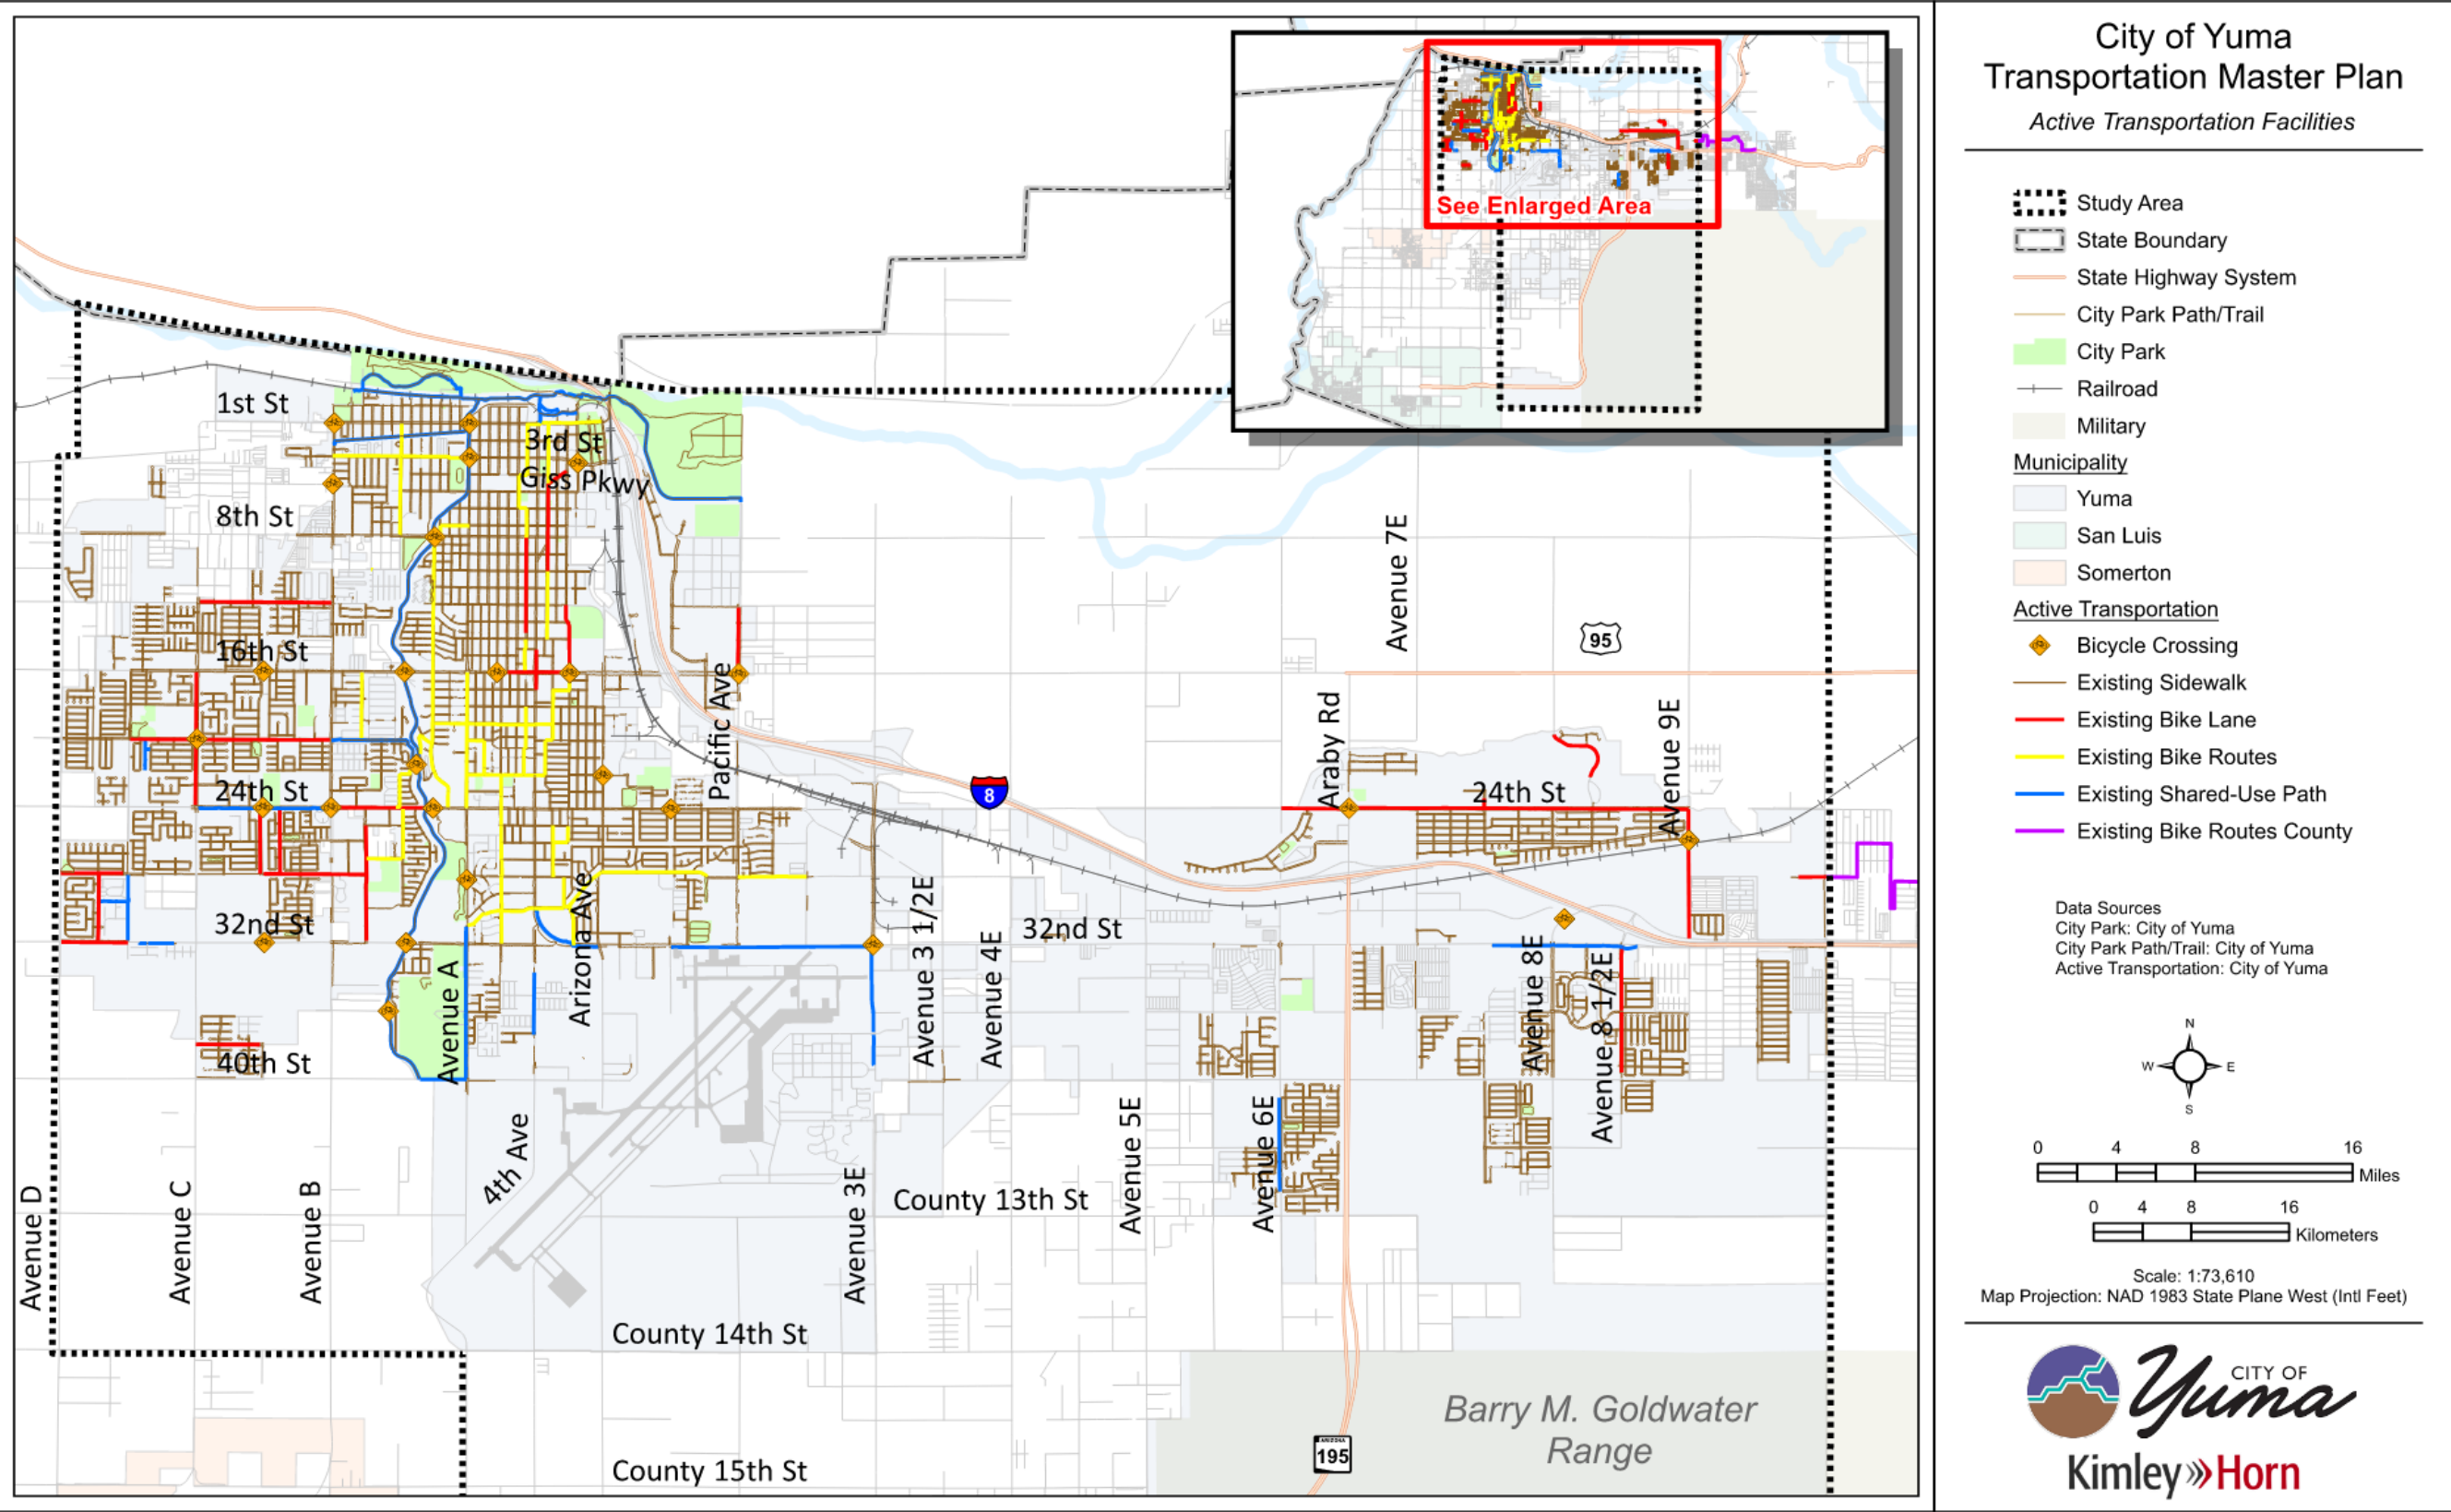 City of Yuma
Transportation Master Plan
Active Transportation Facilities
Study Area
State Boundary
State Highway System
City Park Path/Trail
City Park
Railroad
Military
Municipality
Yuma
San Luis
Somerton
Active Transportation
Bicycle Crossing
Existing Sidewalk
Existing Bike Lane
Existing Bike Routes
Existing Shared-Use Path
Existing Bike Routes County
Data Sources
City Park: City of Yuma
City Park Path/Trail: City of Yuma
Active Transportation: City of Yuma
N
W E
S
0 4 8 16
Miles
0 4 8 16
Kilometers
Scale: 1:73,610
Map Projection: NAD 1983 State Plane West (Intl Feet)
CITY OF
Yuma
Kimley»Horn
See Enlarged Area
1st St
3rd St
Giss Pkwy
8th St
16th St
24th St
32nd St
40th St
Pacific Ave
Arizona Ave
Avenue A
4th Ave
Avenue D
Avenue C
Avenue B
Avenue 3E
Avenue 3 1/2E
Avenue 4E
32nd St
8
Avenue 5E
Avenue 6E
Araby Rd
Avenue 7E
95
24th St
Avenue 9E
Avenue 8E
Avenue 8 1/2E
County 13th St
County 14th St
County 15th St
ARIZONA
195
Barry M. Goldwater
Range